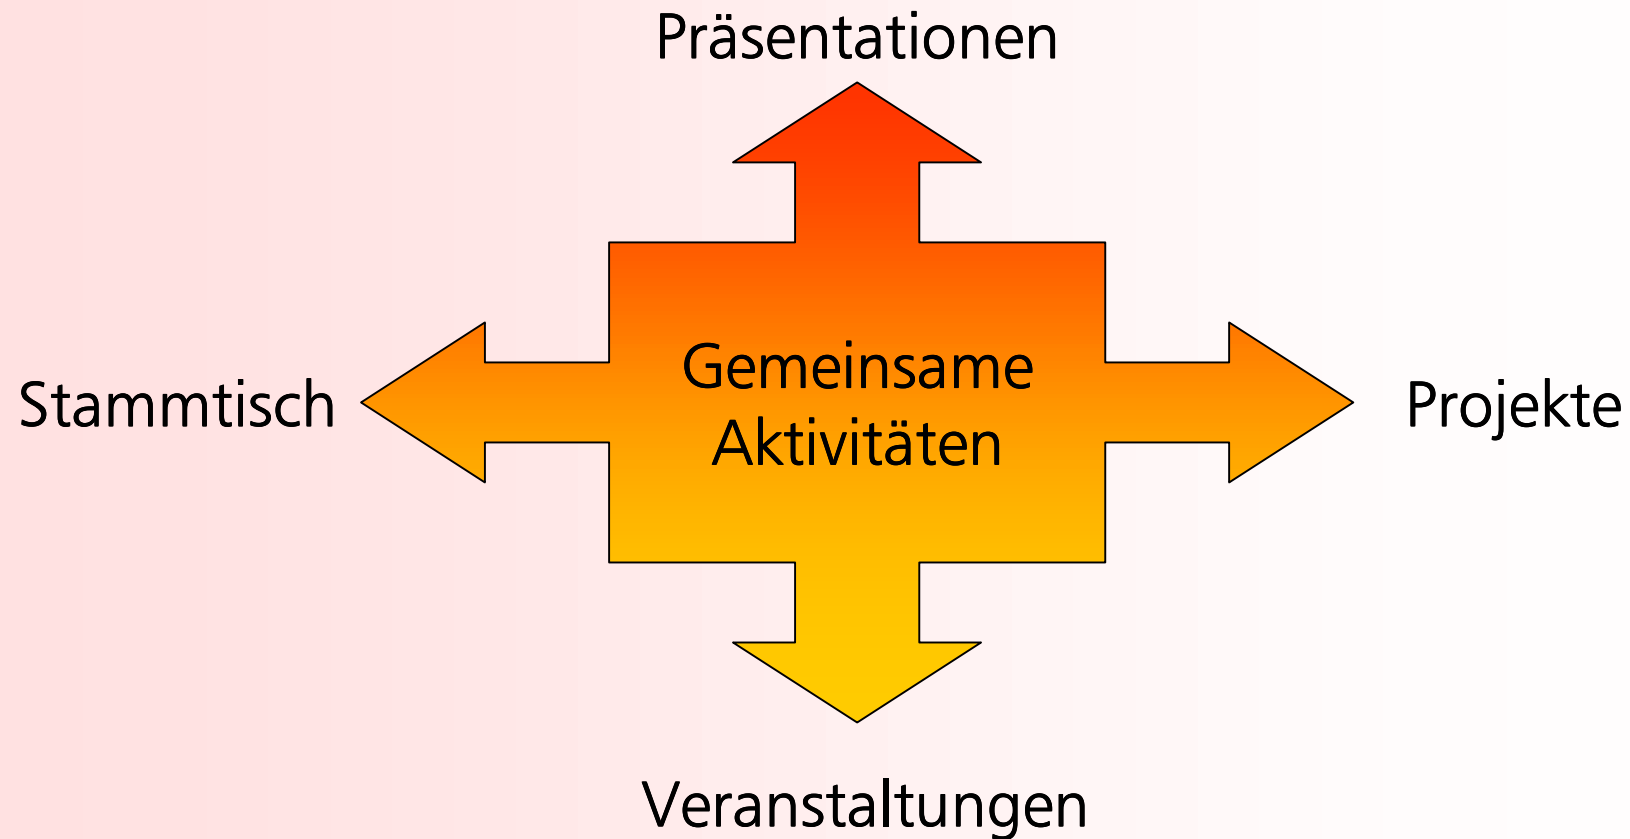 Präsentationen
Gemeinsame
Aktivitäten
Stammtisch
Projekte
Veranstaltungen